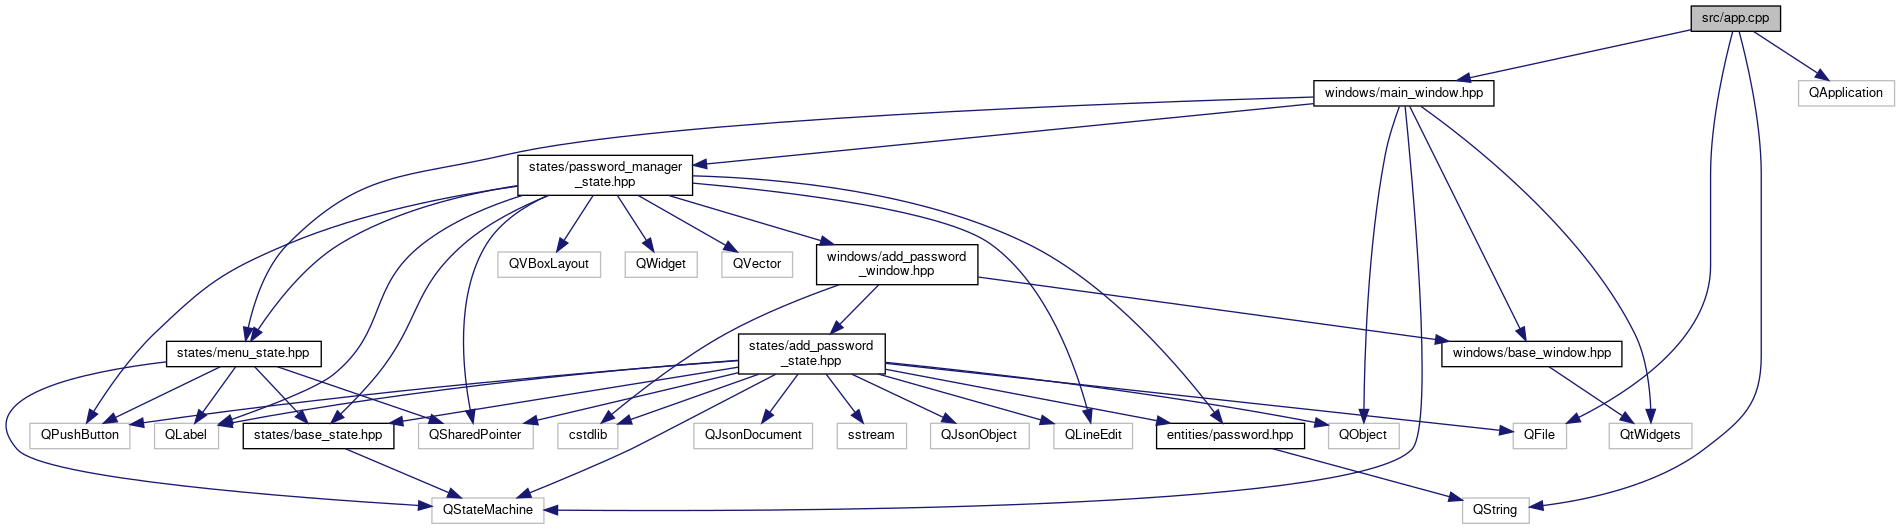 src/app.cpp
windows/main_window.hpp
QApplication
states/password_manager
_state.hpp
QVBoxLayout
QWidget
QVector
windows/add_password
_window.hpp
states/menu_state.hpp
states/add_password
_state.hpp
windows/base_window.hpp
QPushButton
QLabel
states/base_state.hpp
QSharedPointer
cstdlib
QJsonDocument
sstream
QJsonObject
QLineEdit
entities/password.hpp
QObject
QFile
QtWidgets
QStateMachine
QString